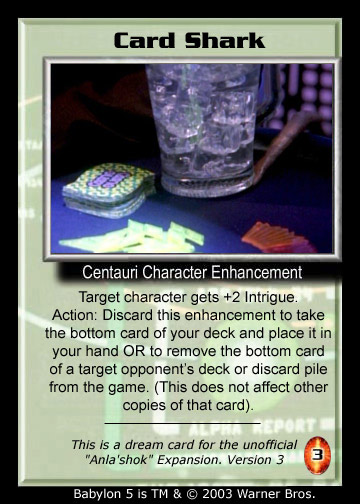 Card Shark
Centauri Character Enhancement
Target character gets +2 Intrigue.
Action: Discard this enhancement to take
the bottom card of your deck and place it in
your hand OR to remove the bottom card
of a target opponent's deck or discard pile
from the game. (This does not affect other
copies of that card).
This is a dream card for the unofficial
"Anla'shok" Expansion. Version 3
3
ALPHA REPORT
Babylon 5 is TM & © 2003 Warner Bros.